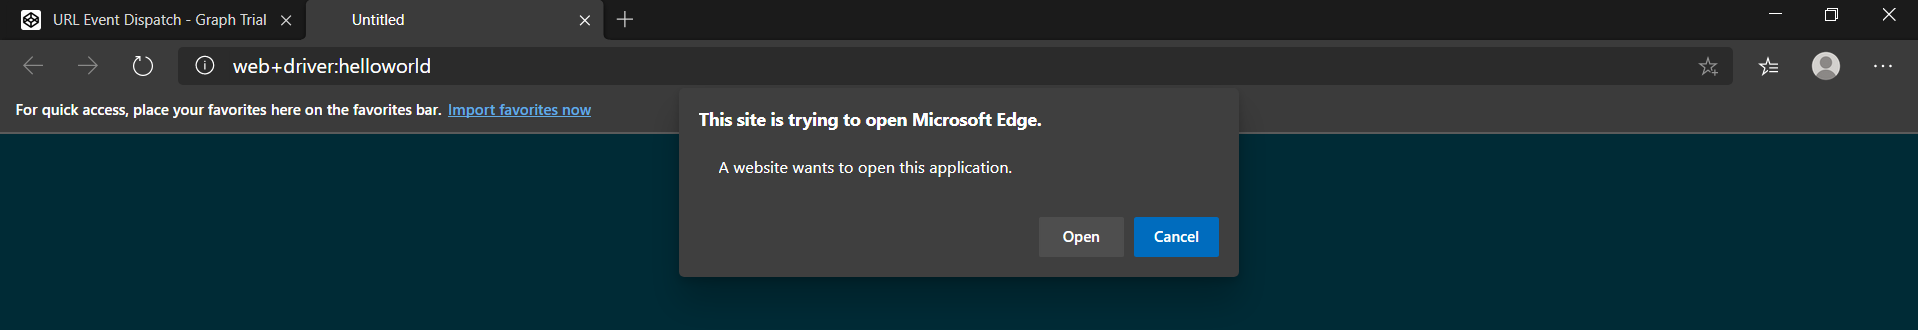 URL Event Dispatch - Graph Trial
Untitled
web+driver:helloworld
For quick access, place your favorites here on the favorites bar. Import favorites now
This site is trying to open Microsoft Edge.
A website wants to open this application.
Open
Cancel